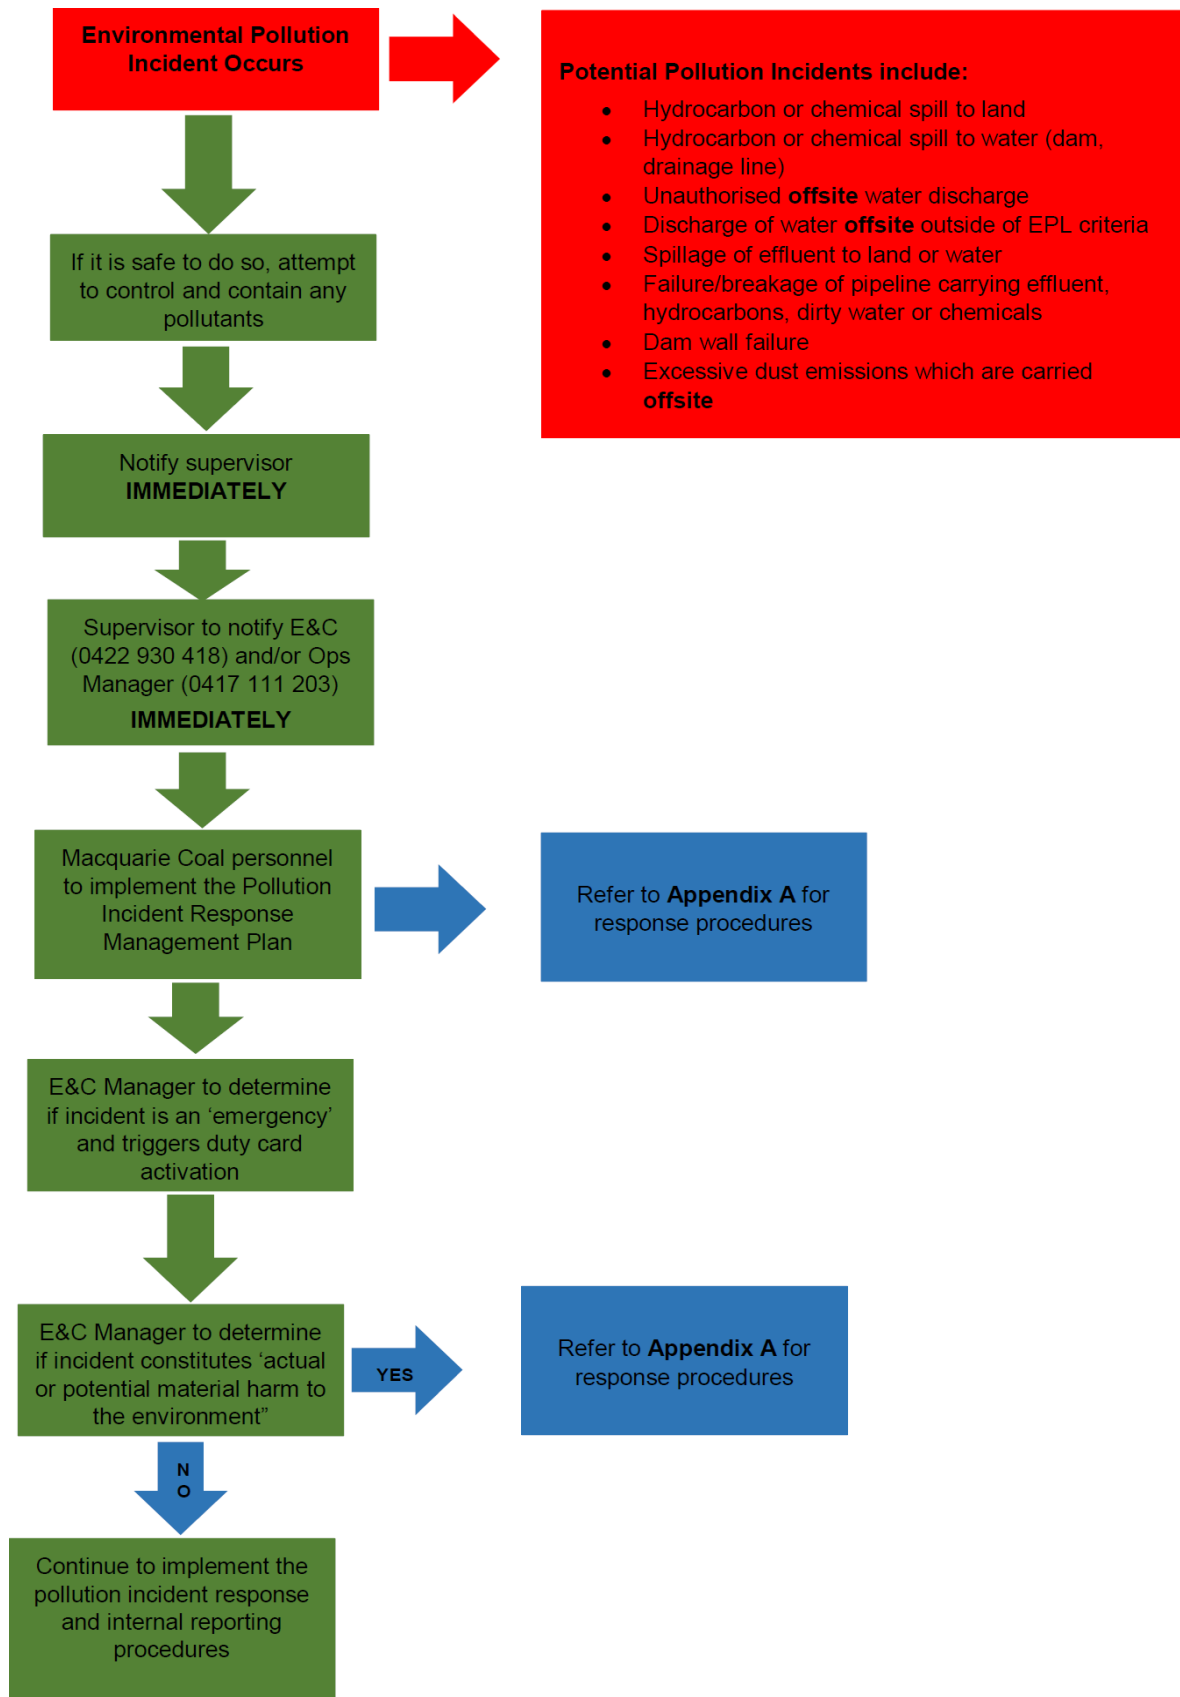 Environmental Pollution
Incident Occurs
Potential Pollution Incidents include:
• Hydrocarbon or chemical spill to land
• Hydrocarbon or chemical spill to water (dam,
drainage line)
• Unauthorised offsite water discharge
• Discharge of water offsite outside of EPL criteria
• Spillage of effluent to land or water
• Failure/breakage of pipeline carrying effluent,
hydrocarbons, dirty water or chemicals
• Dam wall failure
• Excessive dust emissions which are carried
offsite
If it is safe to do so, attempt
to control and contain any
pollutants
Notify supervisor
IMMEDIATELY
Supervisor to notify E&C
(0422 930 418) and/or Ops
Manager (0417 111 203)
IMMEDIATELY
Macquarie Coal personnel
to implement the Pollution
Incident Response
Management Plan
Refer to Appendix A for
response procedures
E&C Manager to determine
if incident is an ‘emergency’
and triggers duty card
activation
E&C Manager to determine
if incident constitutes ‘actual
or potential material harm to
the environment”
YES
Refer to Appendix A for
response procedures
N
O
Continue to implement the
pollution incident response
and internal reporting
procedures